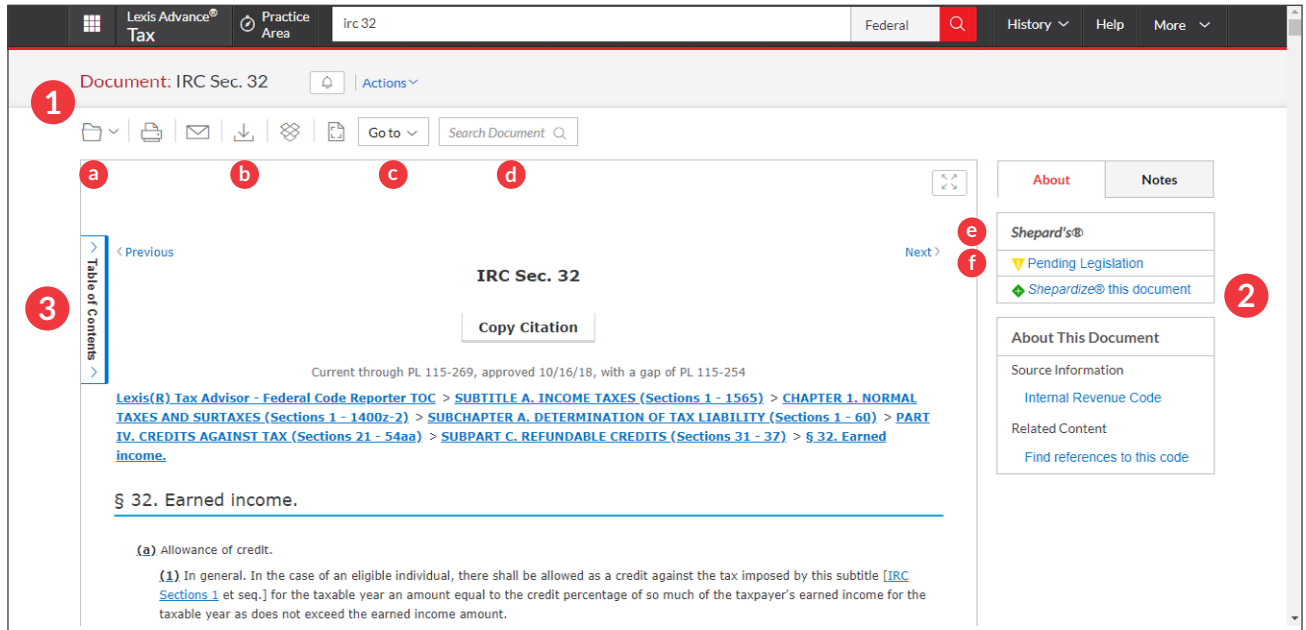 Lexis Advance®
Tax
Practice
Area
irc 32
Federal
History
Help
More
Document: IRC Sec. 32
Actions
1
Go to
Search Document
a
b
c
d
About
Notes
e
Shepard's®
< Previous
Next >
f
Pending Legislation
IRC Sec. 32
Shepardize® this document
2
3
Table of Contents
Copy Citation
About This Document
Current through PL 115-269, approved 10/16/18, with a gap of PL 115-254
Source Information
Lexis(R) Tax Advisor - Federal Code Reporter TOC > SUBTITLE A. INCOME TAXES (Sections 1 - 1565) > CHAPTER 1. NORMAL
Internal Revenue Code
TAXES AND SURTAXES (Sections 1 - 1400z-2) > SUBCHAPTER A. DETERMINATION OF TAX LIABILITY (Sections 1 - 60) > PART
Related Content
IV. CREDITS AGAINST TAX (Sections 21 - 54aa) > SUBPART C. REFUNDABLE CREDITS (Sections 31 - 37) > § 32. Earned
income.
Find references to this code
§ 32. Earned income.
(a) Allowance of credit.
(1) In general. In the case of an eligible individual, there shall be allowed as a credit against the tax imposed by this subtitle [IRC
Sections 1 et seq.] for the taxable year an amount equal to the credit percentage of so much of the taxpayer's earned income for the
taxable year as does not exceed the earned income amount.